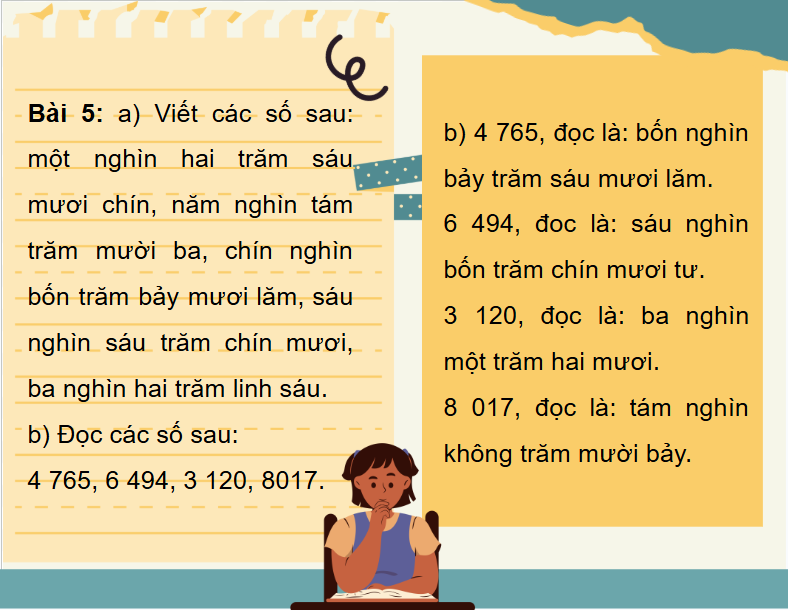 Bài 5: a) Viết các số sau:
một nghìn hai trăm sáu
mươi chín, năm nghìn tám
trăm mười ba, chín nghìn
bốn trăm bảy mươi lăm, sáu
nghìn sáu trăm chín mươi,
ba nghìn hai trăm linh sáu.
b) Đọc các số sau:
4 765, 6 494, 3 120, 8017.
b) 4 765, đọc là: bốn nghìn
bảy trăm sáu mươi lăm.
6 494, đoc là: sáu nghìn
bốn trăm chín mươi tư.
3 120, đọc là: ba nghìn
một trăm hai mươi.
8 017, đọc là: tám nghìn
không trăm mười bảy.